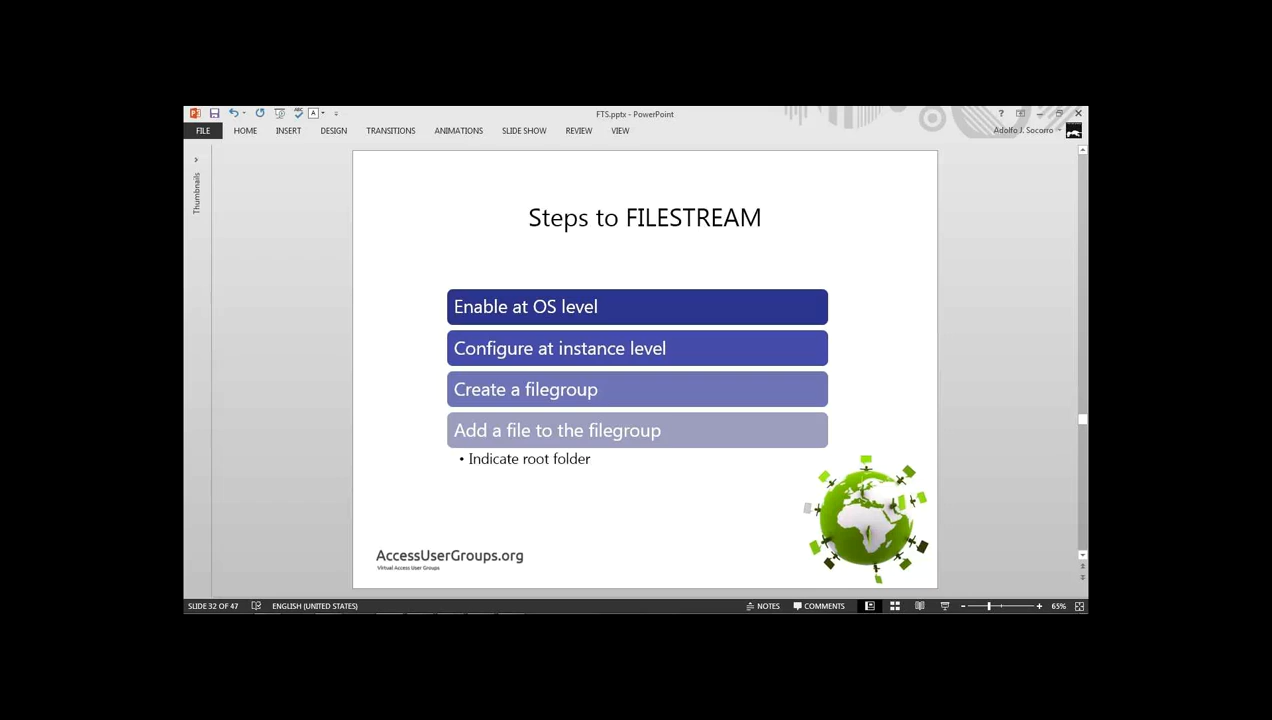 FTS.pptx - PowerPoint
?
FILE HOME INSERT DESIGN TRANSITIONS ANIMATIONS SLIDE SHOW REVIEW VIEW
Adolfo J. Socorro
Thumbnails
Steps to FILESTREAM
Enable at OS level
Configure at instance level
Create a filegroup
Add a file to the filegroup
• Indicate root folder
AccessUserGroups.org
Virtual Access User Groups
SLIDE 32 OF 47 ENGLISH (UNITED STATES) NOTES COMMENTS 65%